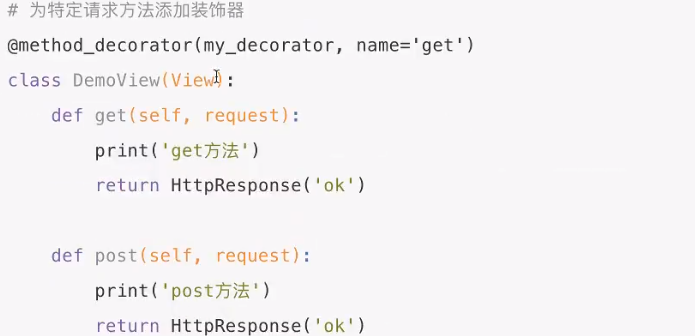 # 为特定请求方法添加装饰器
@method_decorator(my_decorator, name='get')
class DemoView(View):
    def get(self, request):
        print('get方法')
        return HttpResponse('ok')
    def post(self, request):
        print('post方法')
        return HttpResponse('ok')